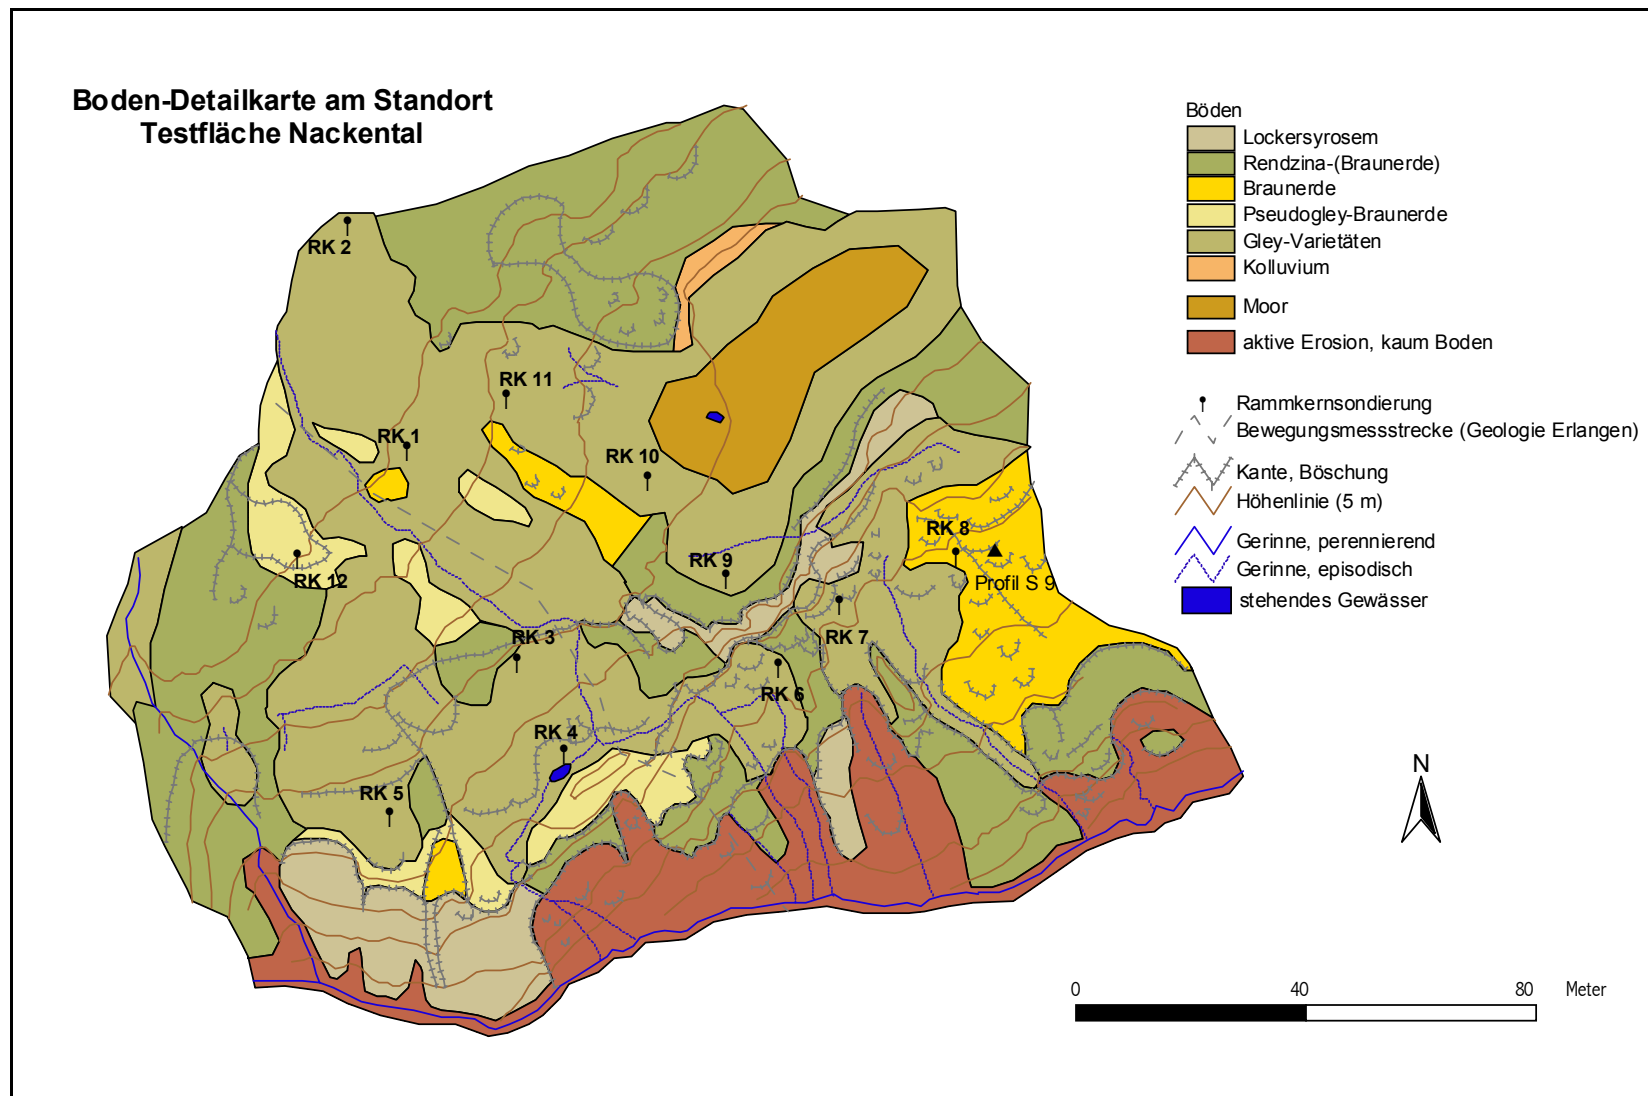 Boden-Detailkarte am Standort
Testfläche Nackental
Böden
Lockersyrosem
Rendzina-(Braunerde)
Braunerde
Pseudogley-Braunerde
Gley-Varietäten
Kolluvium
Moor
aktive Erosion, kaum Boden
Rammkernsondierung
Bewegungsmessstrecke (Geologie Erlangen)
Kante, Böschung
Höhenlinie (5 m)
Gerinne, perennierend
Gerinne, episodisch
stehendes Gewässer
RK 2
RK 11
RK 1
RK 10
RK 8
RK 9
Profil S 9
RK 12
RK 3
RK 7
RK 6
RK 4
RK 5
N
0 40 80 Meter